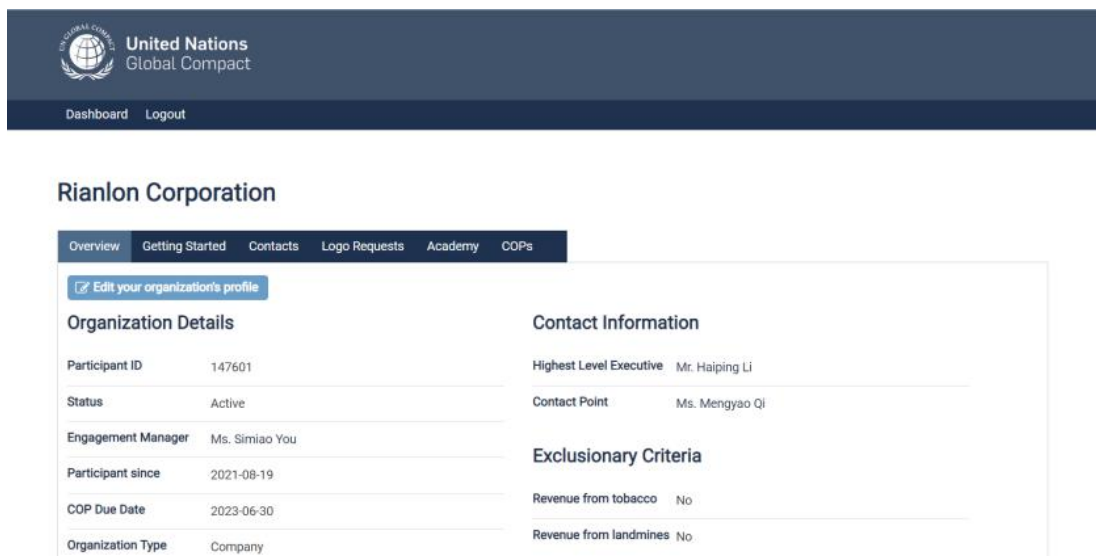 UN GLOBAL COMPACT
United Nations
Global Compact
Dashboard Logout
Rianlon Corporation
Overview Getting Started Contacts Logo Requests Academy COPs
Edit your organization's profile
Organization Details
Participant ID 147601
Status Active
Engagement Manager Ms. Simiao You
Participant since 2021-08-19
COP Due Date 2023-06-30
Organization Type Company
Contact Information
Highest Level Executive Mr. Haiping Li
Contact Point Ms. Mengyao Qi
Exclusionary Criteria
Revenue from tobacco No
Revenue from landmines No